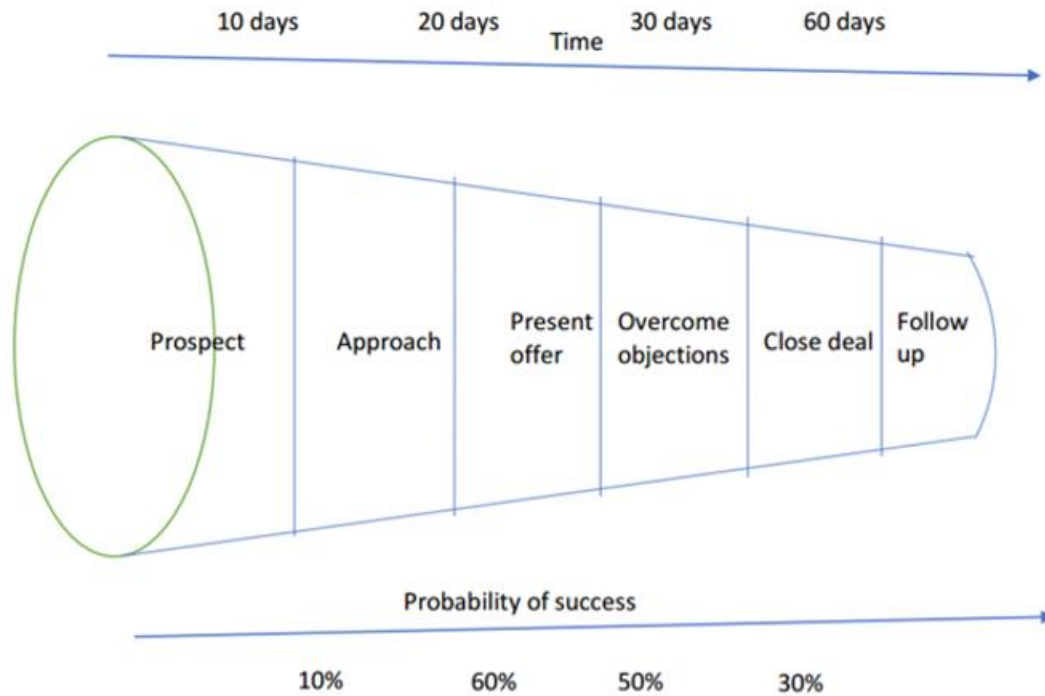 10 days 20 days 30 days 60 days
Time
Prospect
Approach
Present
offer
Overcome
objections
Close deal
Follow
up
Probability of success
10% 60% 50% 30%